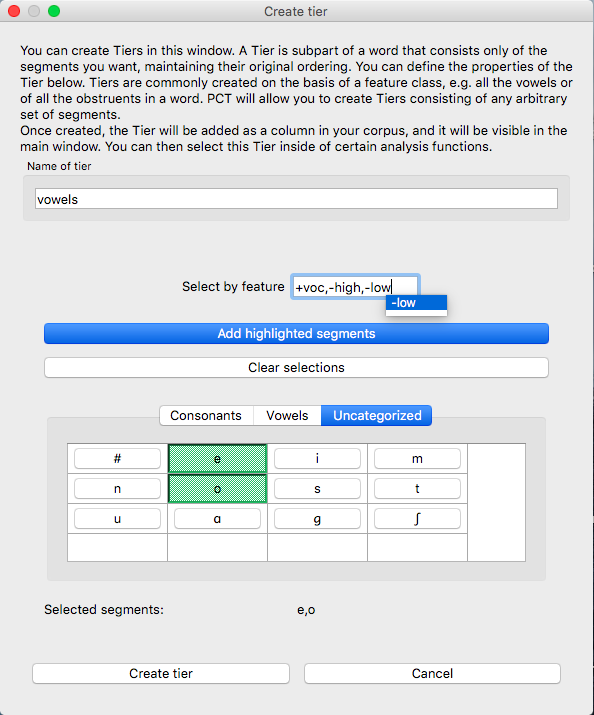 Create tier
You can create Tiers in this window. A Tier is subpart of a word that consists only of the
segments you want, maintaining their original ordering. You can define the properties of the
Tier below. Tiers are commonly created on the basis of a feature class, e.g. all the vowels or
of all the obstruents in a word. PCT will allow you to create Tiers consisting of any arbitrary
set of segments.
Once created, the Tier will be added as a column in your corpus, and it will be visible in the
main window. You can then select this Tier inside of certain analysis functions.
Name of tier
vowels
Select by feature +voc,-high,-low
-low
Add highlighted segments
Clear selections
Consonants Vowels Uncategorized
# e i m
n o s t
u ɑ ɡ ʃ
Selected segments: e,o
Create tier Cancel